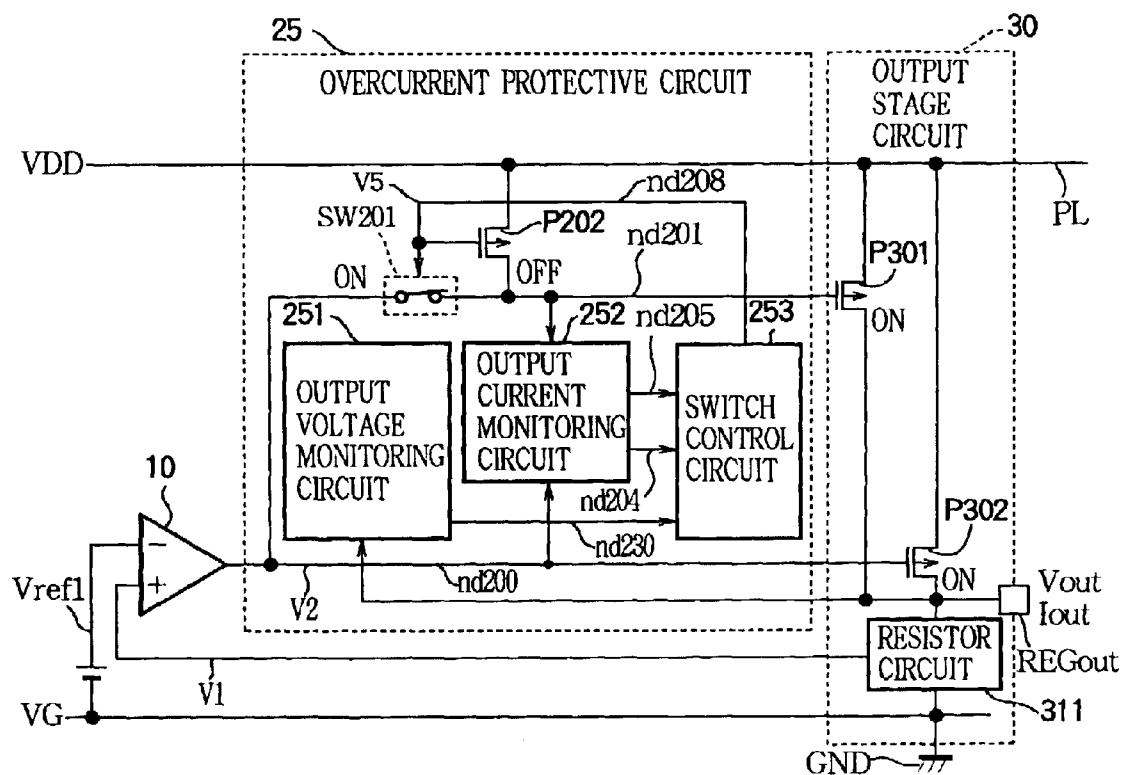 25
30
OVERCURRENT PROTECTIVE CIRCUIT
OUTPUT
STAGE
CIRCUIT
VDD
PL
V5
nd208
SW201
P202
nd201
P301
ON
OFF
ON
251
252
nd205
253
OUTPUT
VOLTAGE
MONITORING
CIRCUIT
OUTPUT
CURRENT
MONITORING
CIRCUIT
SWITCH
CONTROL
CIRCUIT
nd204
nd230
10
−
+
Vref1
V2
nd200
P302
ON
Vout
Iout
REGout
RESISTOR
CIRCUIT
311
V1
VG
GND